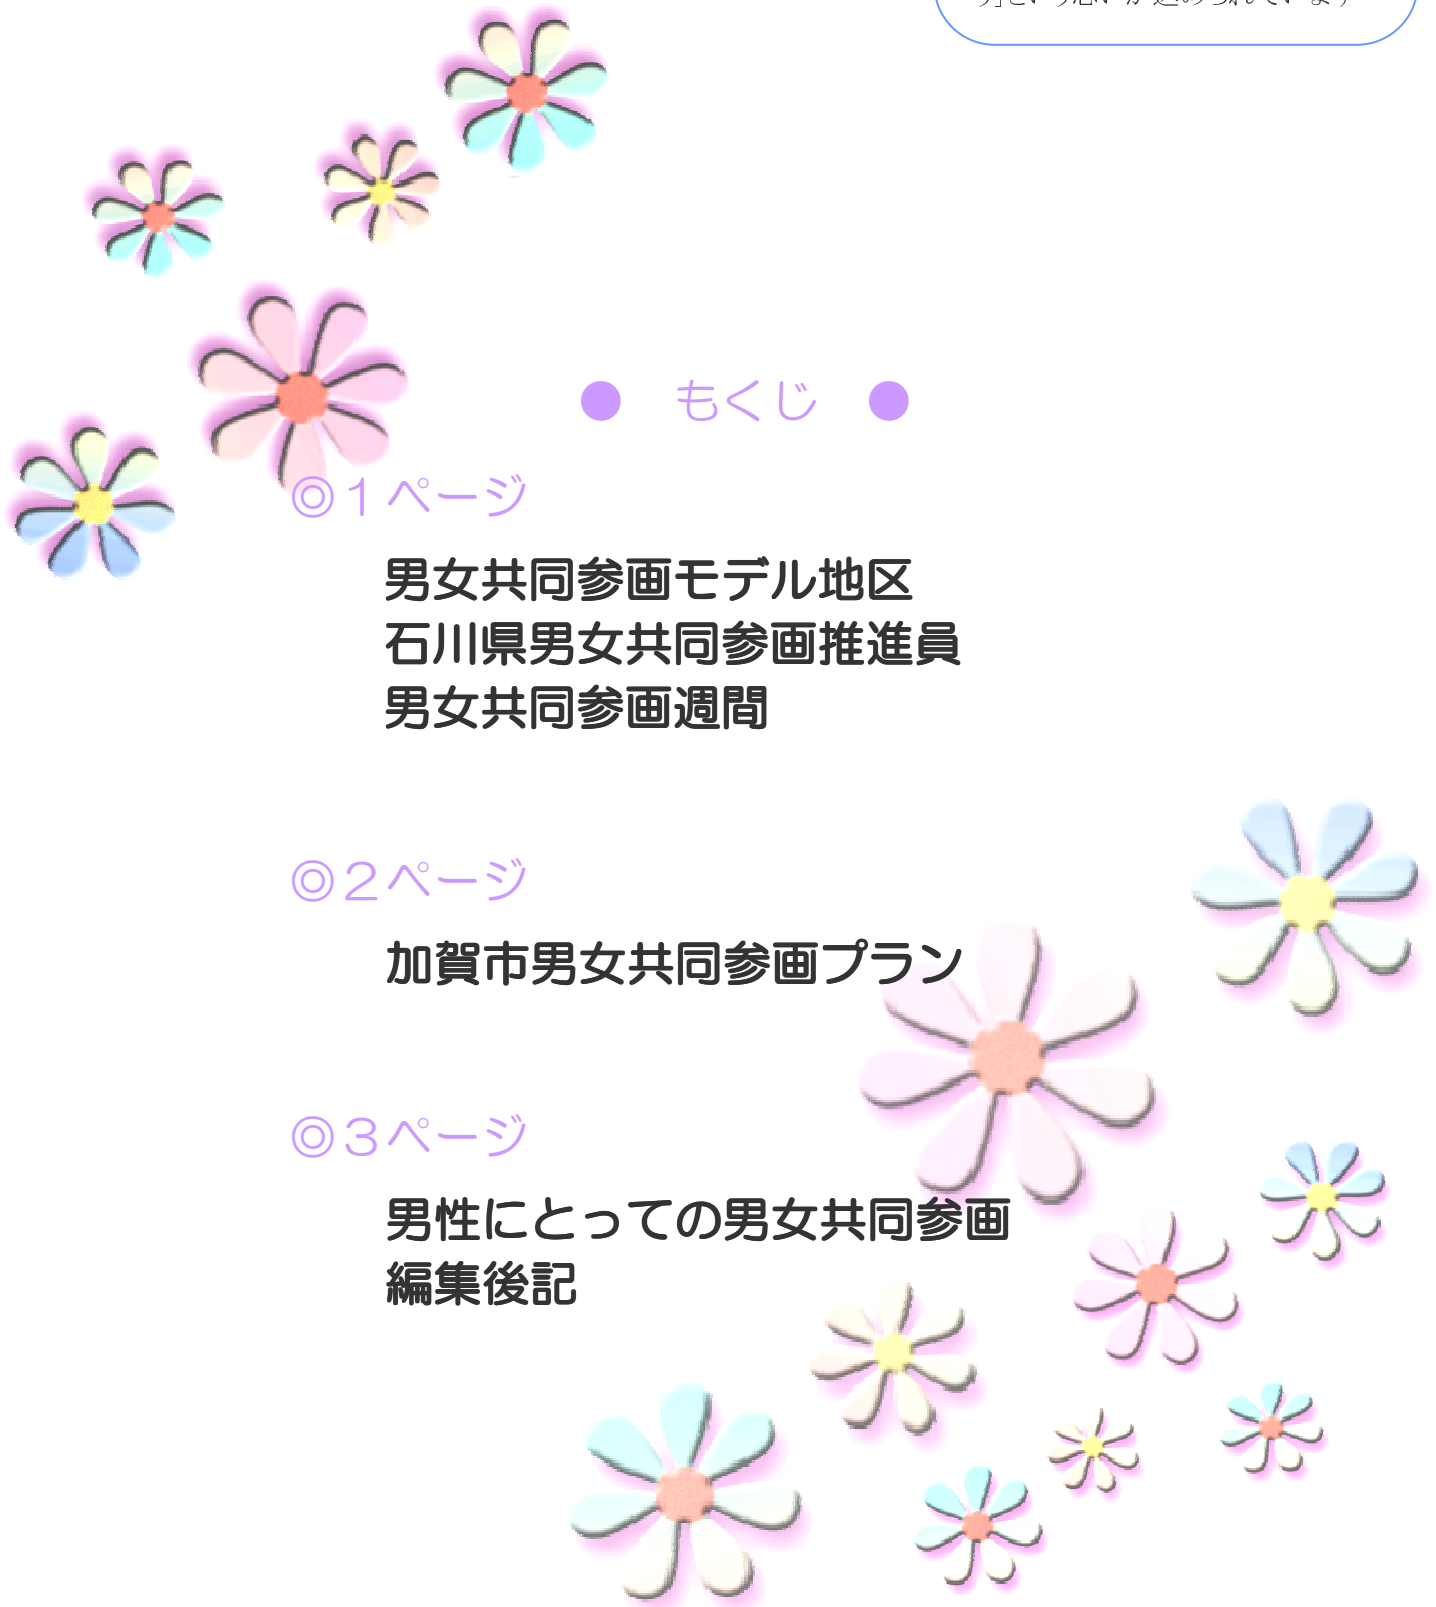 ● もくじ ●
◎１ページ
男女共同参画モデル地区
石川県男女共同参画推進員
男女共同参画週間
◎２ページ
加賀市男女共同参画プラン
◎３ページ
男性にとっての男女共同参画
編集後記